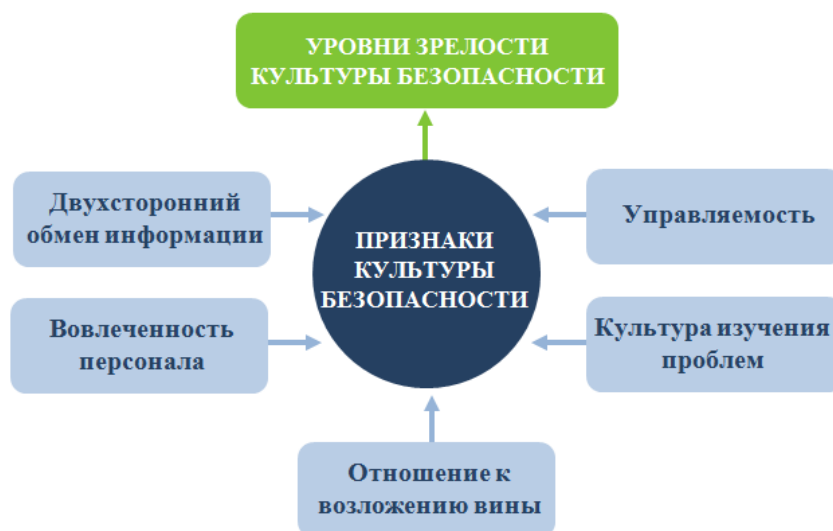 УРОВНИ ЗРЕЛОСТИ
КУЛЬТУРЫ БЕЗОПАСНОСТИ
Двухсторонний
обмен информации
Управляемость
ПРИЗНАКИ
КУЛЬТУРЫ
БЕЗОПАСНОСТИ
Вовлеченность
персонала
Культура изучения
проблем
Отношение к
возложению вины